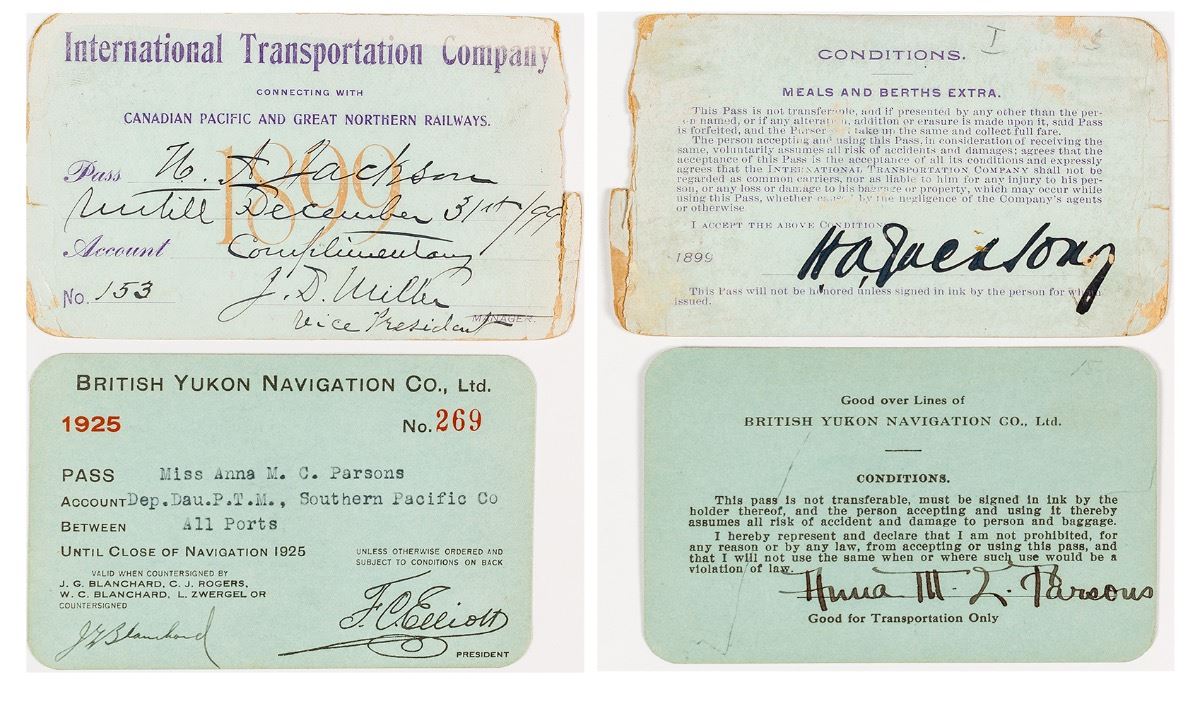 International Transportation Company
CONNECTING WITH
CANADIAN PACIFIC AND GREAT NORTHERN RAILWAYS.
1899
Pass H. A Jackson
Untill December 31st/99
Account Complimentary
No. 153 J. D. Miller
Vice President
MANAGER.
CONDITIONS.
MEALS AND BERTHS EXTRA.
This Pass is not transferable, and if presented by any other than the per-
on named, or if any alteration, addition or erasure is made upon it, said Pass
is forfeited, and the Purser take up the same and collect full fare.
The person accepting and using this Pass, in consideration of receiving the
same, voluntarily assumes all risk of accidents and damages; agrees that the
acceptance of this Pass is the acceptance of all its conditions and expressly
agrees that the INTERNATIONAL TRANSPORTATION COMPANY shall not be
regarded as common carriers, nor as liable to him for any injury to his per-
son, or any loss or damage to his baggage or property, which may occur while
using this Pass, whether by the negligence of the Company's agents
or otherwise
I ACCEPT THE ABOVE CONDITION
1899 H. A. Jackson
This Pass will not be honored unless signed in ink by the person for whom
issued.
BRITISH YUKON NAVIGATION CO., Ltd.
1925 No. 269
PASS Miss Anna M. C. Parsons
ACCOUNT Dep.Dau.P.T.M., Southern Pacific Co
BETWEEN All Ports
UNTIL CLOSE OF NAVIGATION 1925
UNLESS OTHERWISE ORDERED AND
SUBJECT TO CONDITIONS ON BACK
VALID WHEN COUNTERSIGNED BY
J. G. BLANCHARD, C. J. ROGERS,
W. C. BLANCHARD, L. ZWERGEL OR
COUNTERSIGNED
J G Blanchard
F. C. Elliott
PRESIDENT
Good over Lines of
BRITISH YUKON NAVIGATION CO., Ltd.
CONDITIONS.
This pass is not transferable, must be signed in ink by the
holder thereof, and the person accepting and using it thereby
assumes all risk of accident and damage to person and baggage.
I hereby represent and declare that I am not prohibited, for
any reason or by any law, from accepting or using this pass, and
that I will not use the same when or where such use would be a
violation of law.
Anna M. C. Parsons
Good for Transportation Only